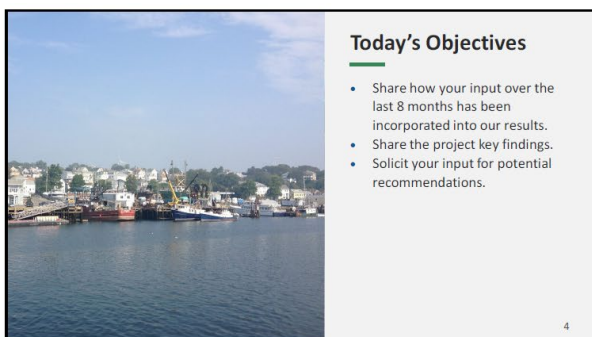 Today’s Objectives
• Share how your input over the
last 8 months has been
incorporated into our results.
• Share the project key findings.
• Solicit your input for potential
recommendations.
4